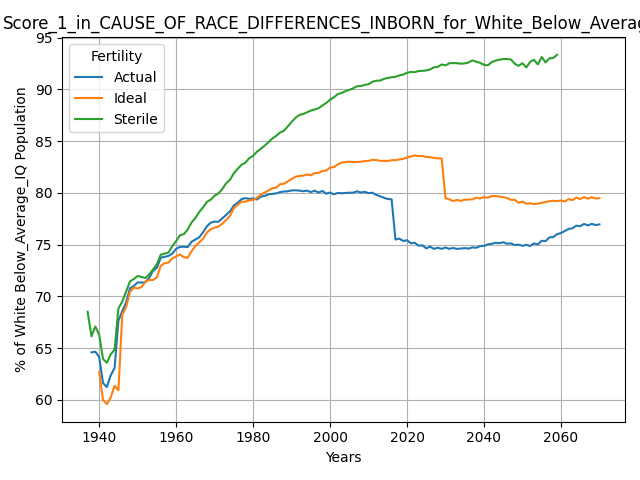 Score_1_in_CAUSE_OF_RACE_DIFFERENCES_INBORN_for_White_Below_Averag
Fertility
Actual
Ideal
Sterile
% of White Below_Average_IQ Population
95
90
85
80
75
70
65
60
1940 1960 1980 2000 2020 2040 2060
Years